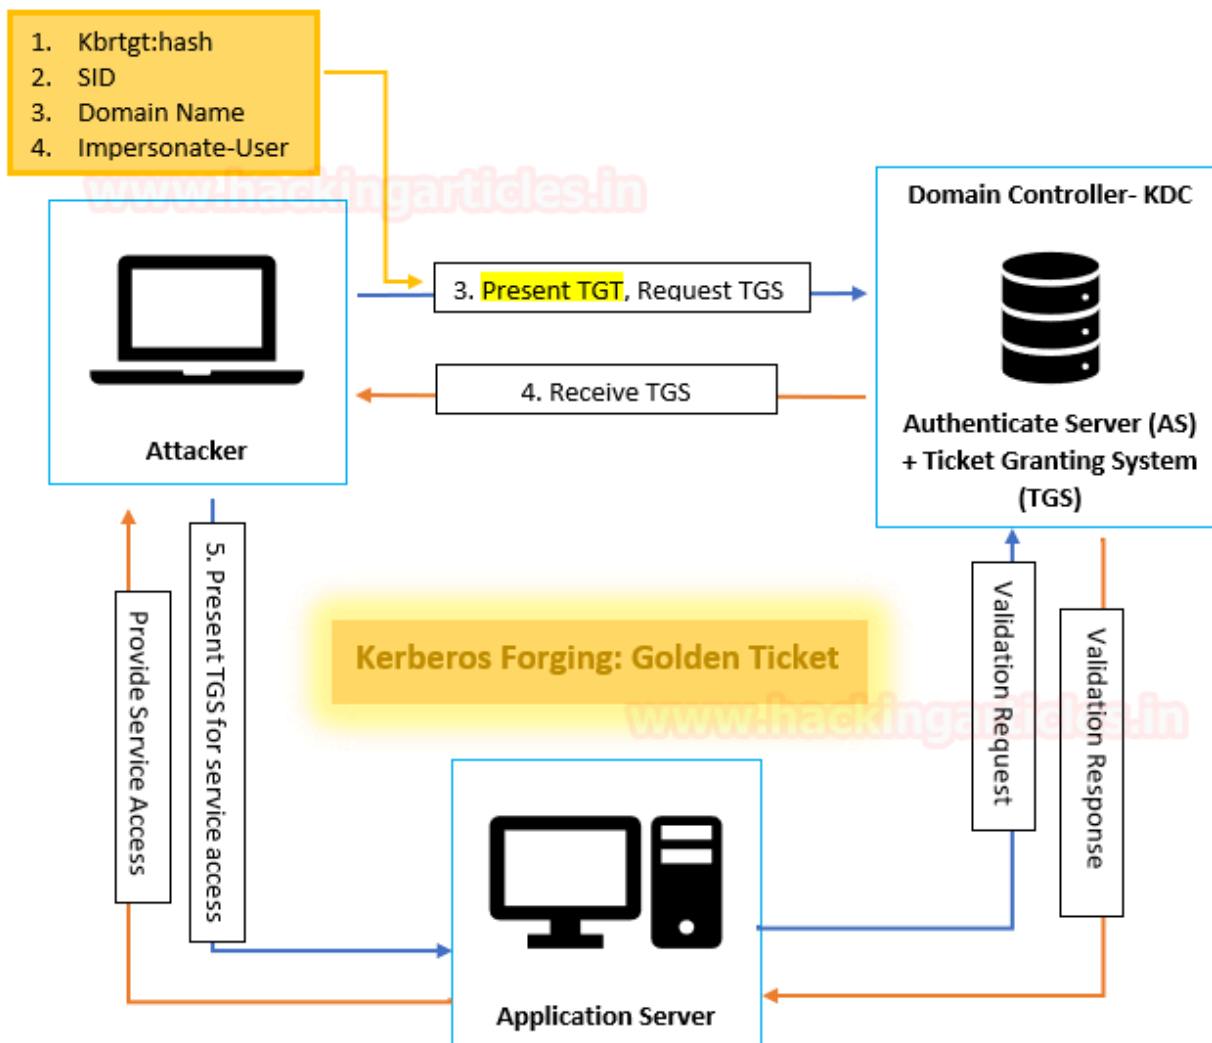 1. Kbrtgt:hash
2. SID
3. Domain Name
4. Impersonate-User
www.hackingarticles.in
Domain Controller- KDC
3. Present TGT, Request TGS
4. Receive TGS
Attacker
Authenticate Server (AS)
+ Ticket Granting System
(TGS)
5. Present TGS for service access
Provide Service Access
Kerberos Forging: Golden Ticket
www.hackingarticles.in
Validation Request
Validation Response
Application Server